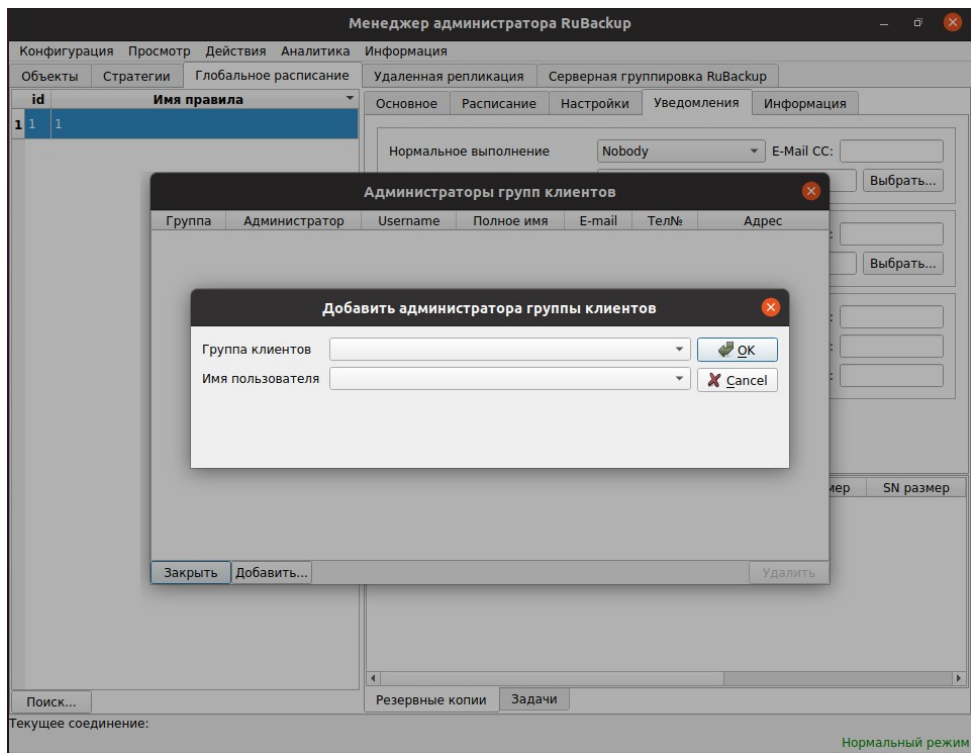 Менеджер администратора RuBackup
Конфигурация Просмотр Действия Аналитика Информация
Объекты Стратегии Глобальное расписание Удаленная репликация Серверная группировка RuBackup
id Имя правила
1 1 1
Основное Расписание Настройки Уведомления Информация
Нормальное выполнение Nobody E-Mail CC:
Выбрать...
Администраторы групп клиентов
Группа Администратор Username Полное имя E-mail Тел№ Адрес
:
Выбрать...
Добавить администратора группы клиентов
Группа клиентов OK
Имя пользователя Cancel
:
:
:
мер SN размер
Закрыть Добавить... Удалить
Поиск... Резервные копии Задачи
Текущее соединение:
Нормальный режим